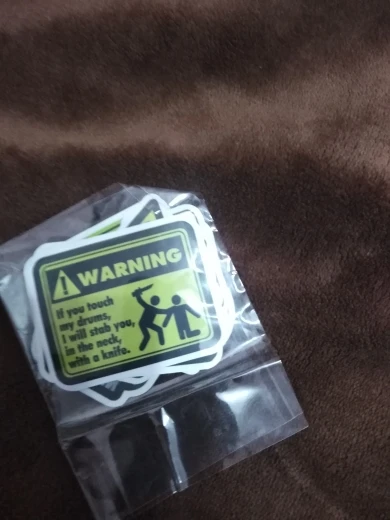 WARNING
If you touch
my drums,
I will stab you,
in the neck,
with a knife.